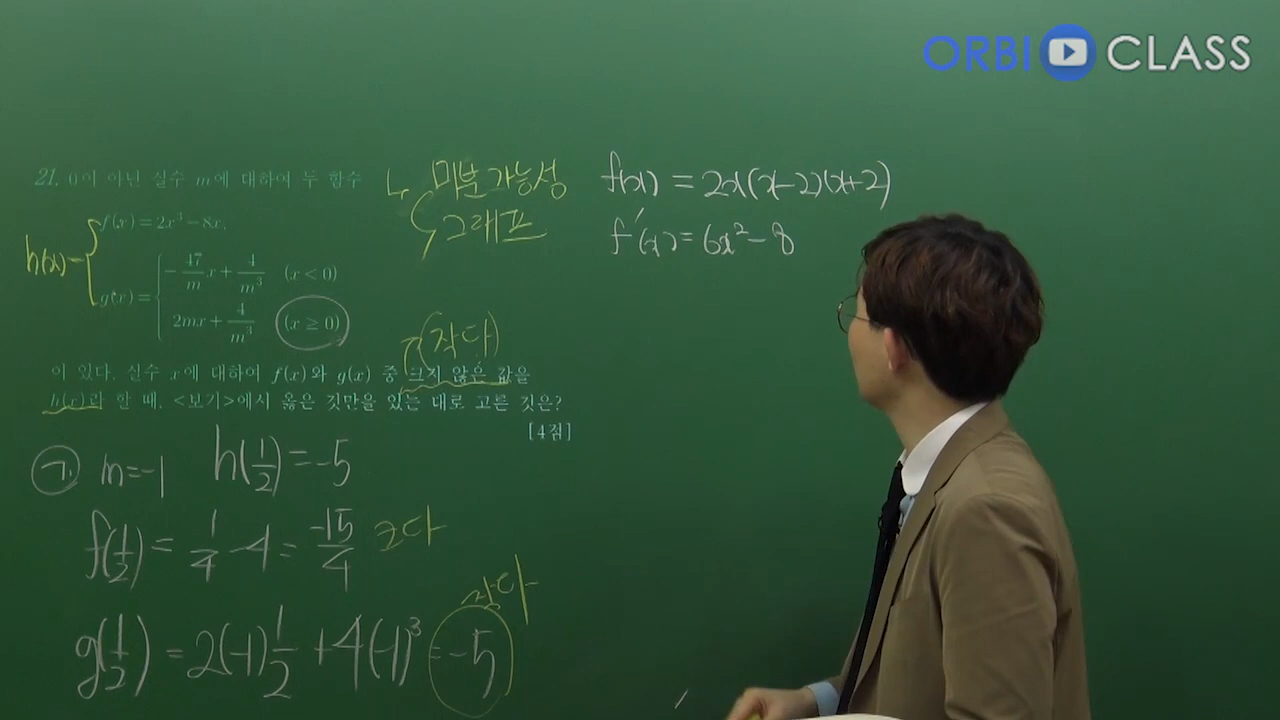 ORBI CLASS
21. 0이 아닌 실수 m에 대하여 두 함수
f(x)=2x³-8x,
h(x)-
g(x)= -47/m x+4/m³ (x<0)
2mx+4/m³ (x≥0)
이 있다. 실수 x에 대하여 f(x)와 g(x) 중 크지 않은 값을
h(x)라 할 때, <보기>에서 옳은 것만을 있는 대로 고른 것은?
[4점]
↳ 미분가능성
그래프
(작다)
㉠ m=-1 h(1/2)=-5
f(1/2)=1/4-4=-15/4 크다
g(1/2)=2(-1)1/2+4(-1)³=-5 작다
f(x)=2x(x-2)(x+2)
f'(x)=6x²-8